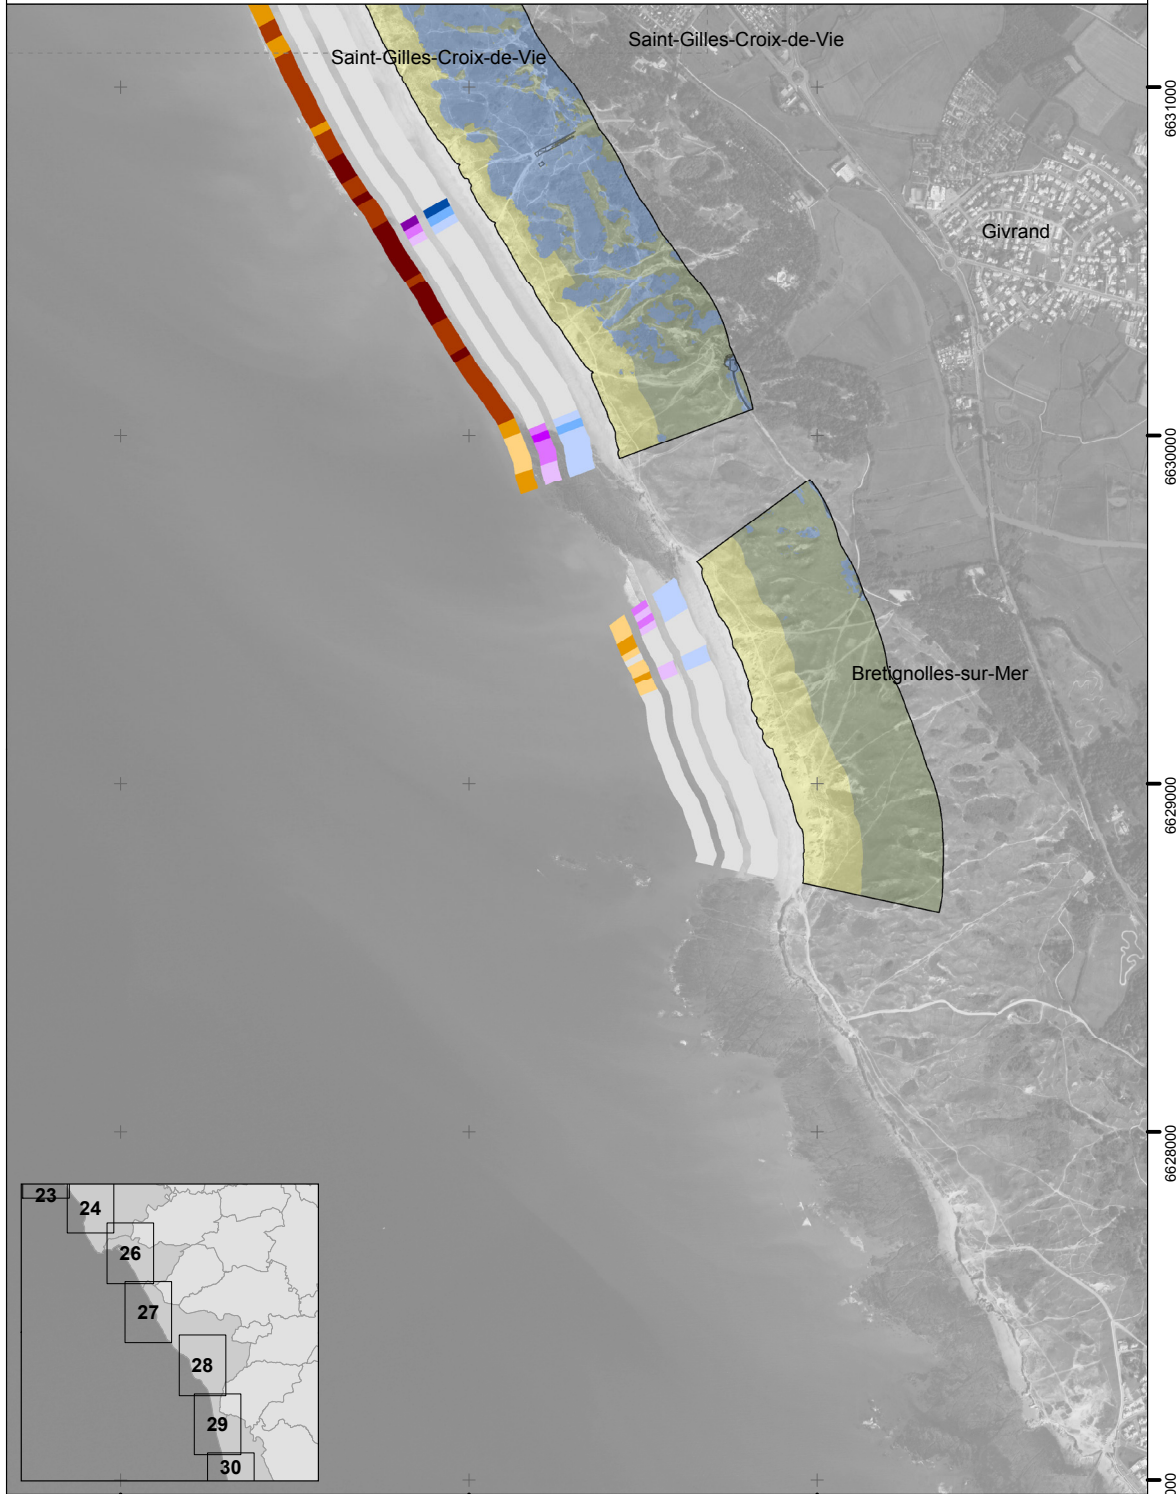 Saint-Gilles-Croix-de-Vie
Saint-Gilles-Croix-de-Vie
6631000
Givrand
6630000
Bretignolles-sur-Mer
6629000
6628000
23
24
26
27
28
29
30